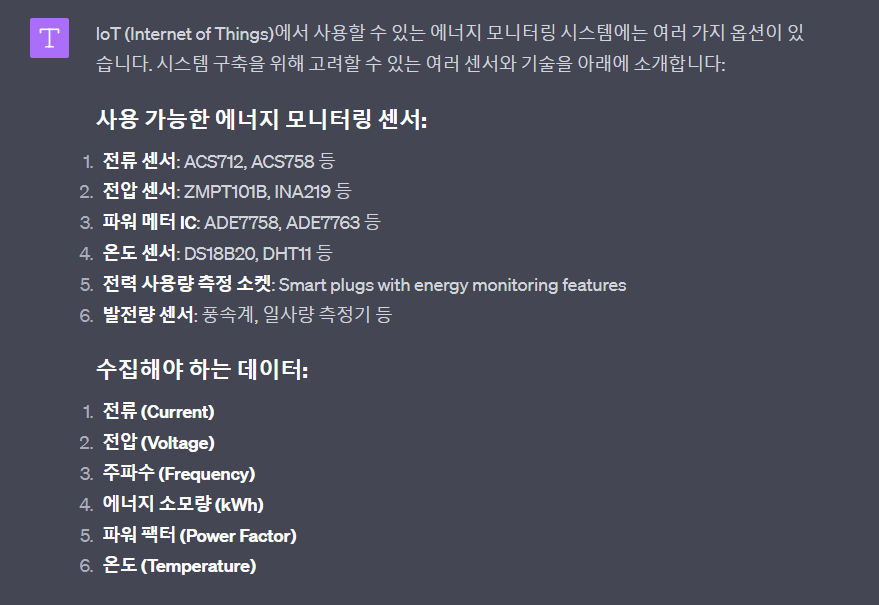 T
IoT (Internet of Things)에서 사용할 수 있는 에너지 모니터링 시스템에는 여러 가지 옵션이 있
습니다. 시스템 구축을 위해 고려할 수 있는 여러 센서와 기술을 아래에 소개합니다:
사용 가능한 에너지 모니터링 센서:
1. 전류 센서: ACS712, ACS758 등
2. 전압 센서: ZMPT101B, INA219 등
3. 파워 메터 IC: ADE7758, ADE7763 등
4. 온도 센서: DS18B20, DHT11 등
5. 전력 사용량 측정 소켓: Smart plugs with energy monitoring features
6. 발전량 센서: 풍속계, 일사량 측정기 등
수집해야 하는 데이터:
1. 전류 (Current)
2. 전압 (Voltage)
3. 주파수 (Frequency)
4. 에너지 소모량 (kWh)
5. 파워 팩터 (Power Factor)
6. 온도 (Temperature)